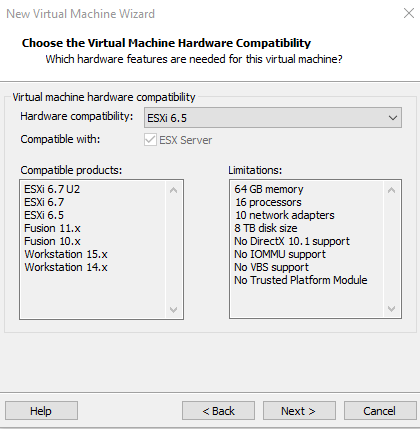 New Virtual Machine Wizard
Choose the Virtual Machine Hardware Compatibility
Which hardware features are needed for this virtual machine?
Virtual machine hardware compatibility
Hardware compatibility: ESXi 6.5
Compatible with: ESX Server
Compatible products:
ESXi 6.7 U2
ESXi 6.7
ESXi 6.5
Fusion 11.x
Fusion 10.x
Workstation 15.x
Workstation 14.x
Limitations:
64 GB memory
16 processors
10 network adapters
8 TB disk size
No DirectX 10.1 support
No IOMMU support
No VBS support
No Trusted Platform Module
Help < Back Next > Cancel